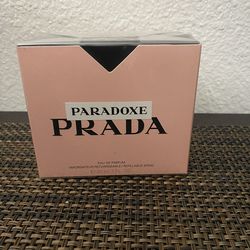 PARADOXE
PRADA
EAU DE PARFUM
VAPORISATEUR RECHARGEABLE / REFILLABLE SPRAY